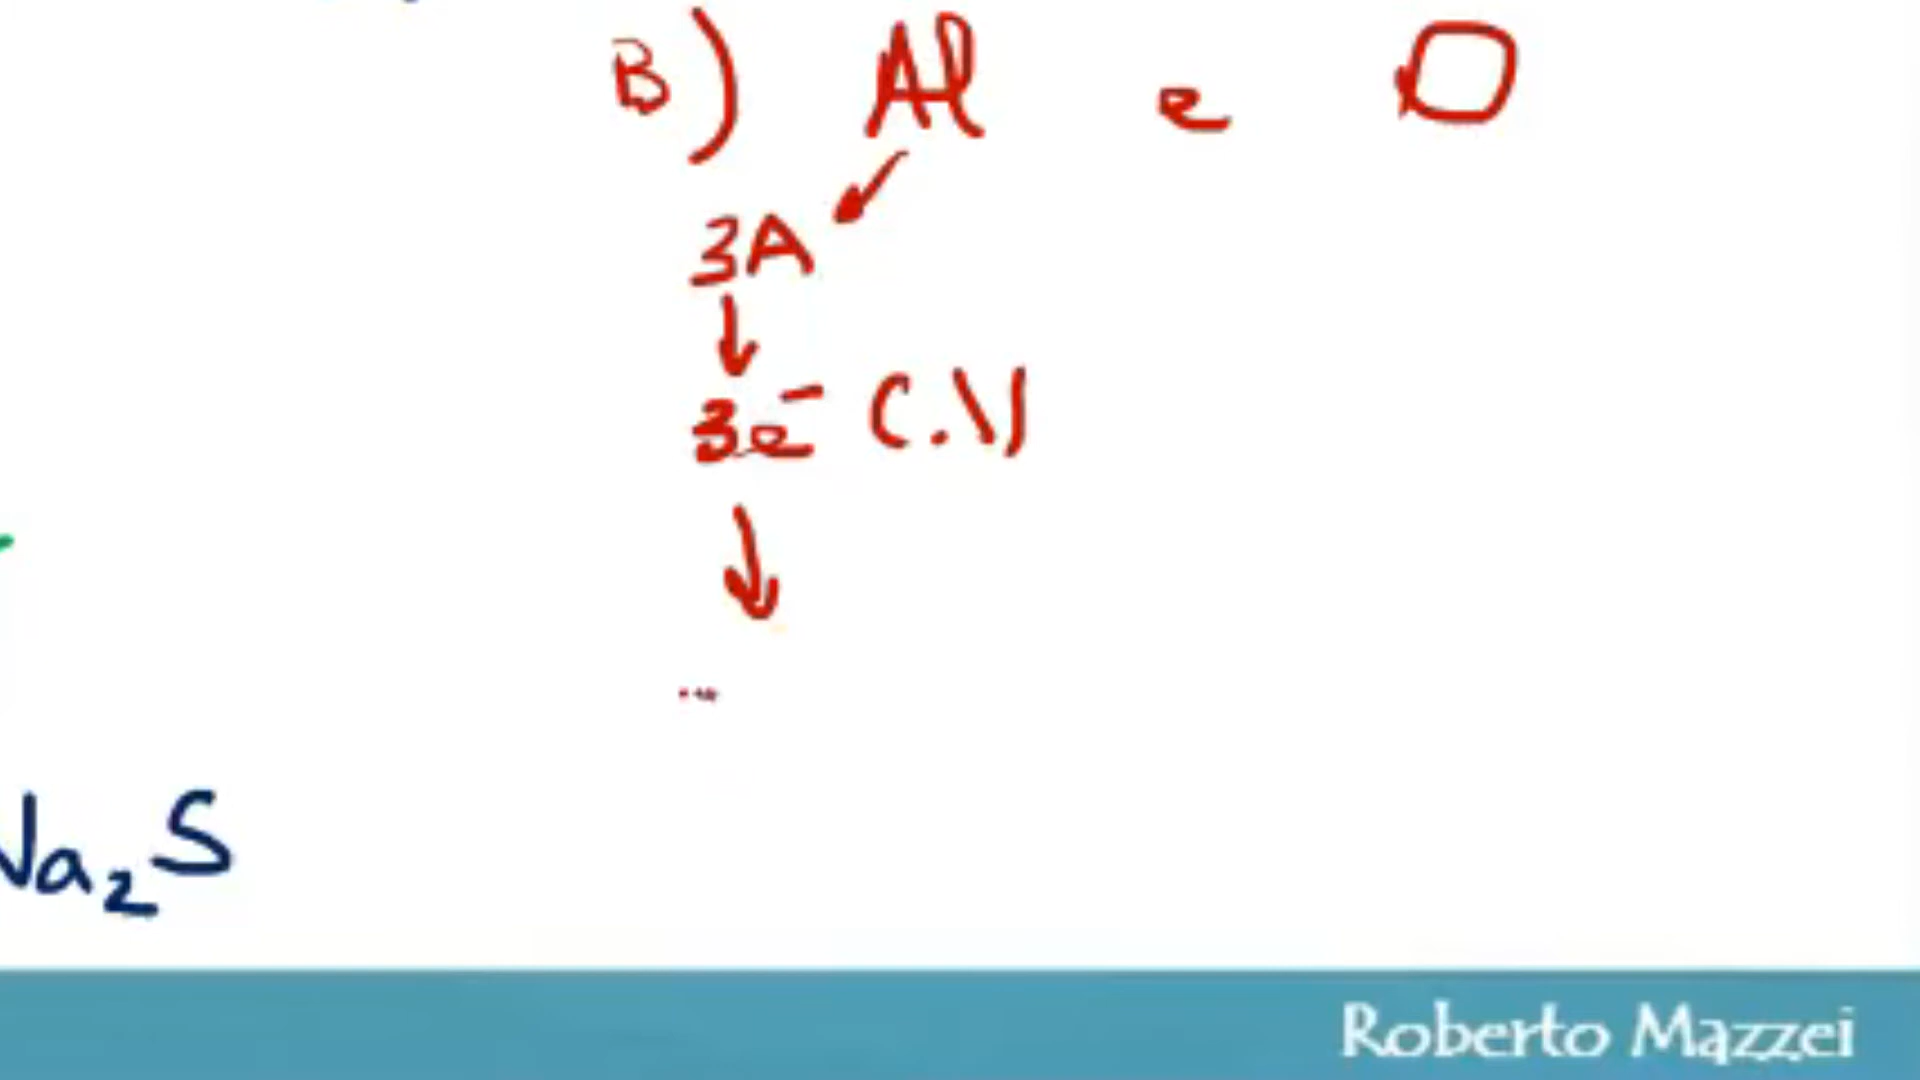 B) Al e O
3A
3e⁻ C.V
Na₂S
Roberto Mazzei